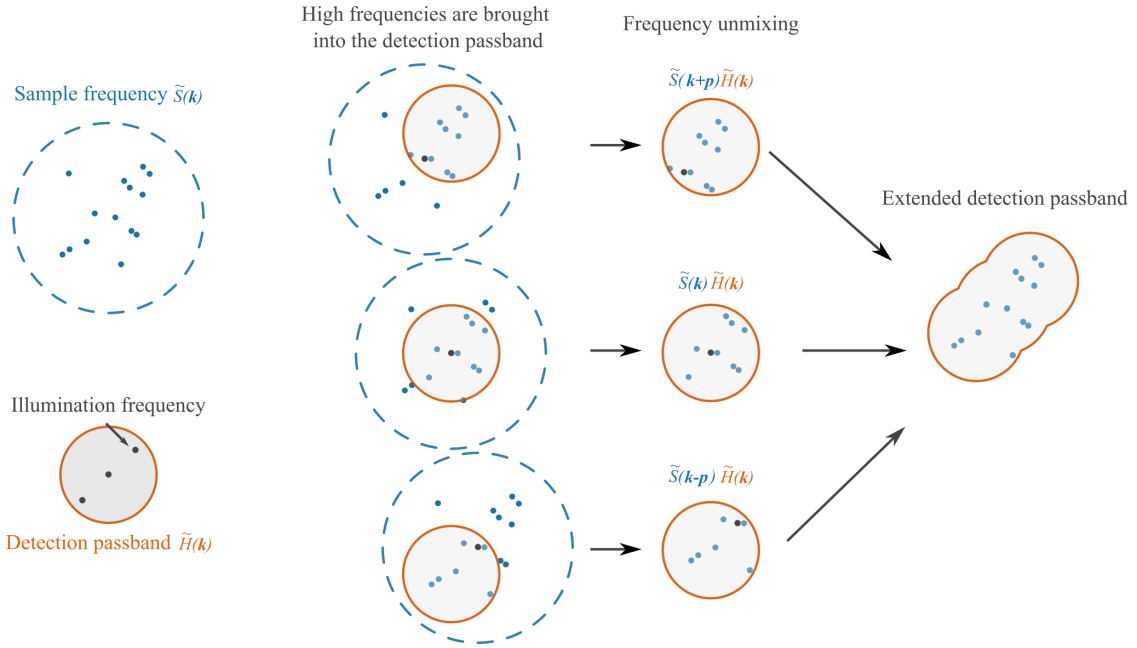 High frequencies are brought
into the detection passband
Frequency unmixing
Sample frequency S̃(k)
S̃(k+p)H̃(k)
Extended detection passband
S̃(k) H̃(k)
Illumination frequency
S̃(k-p) H̃(k)
Detection passband H̃(k)